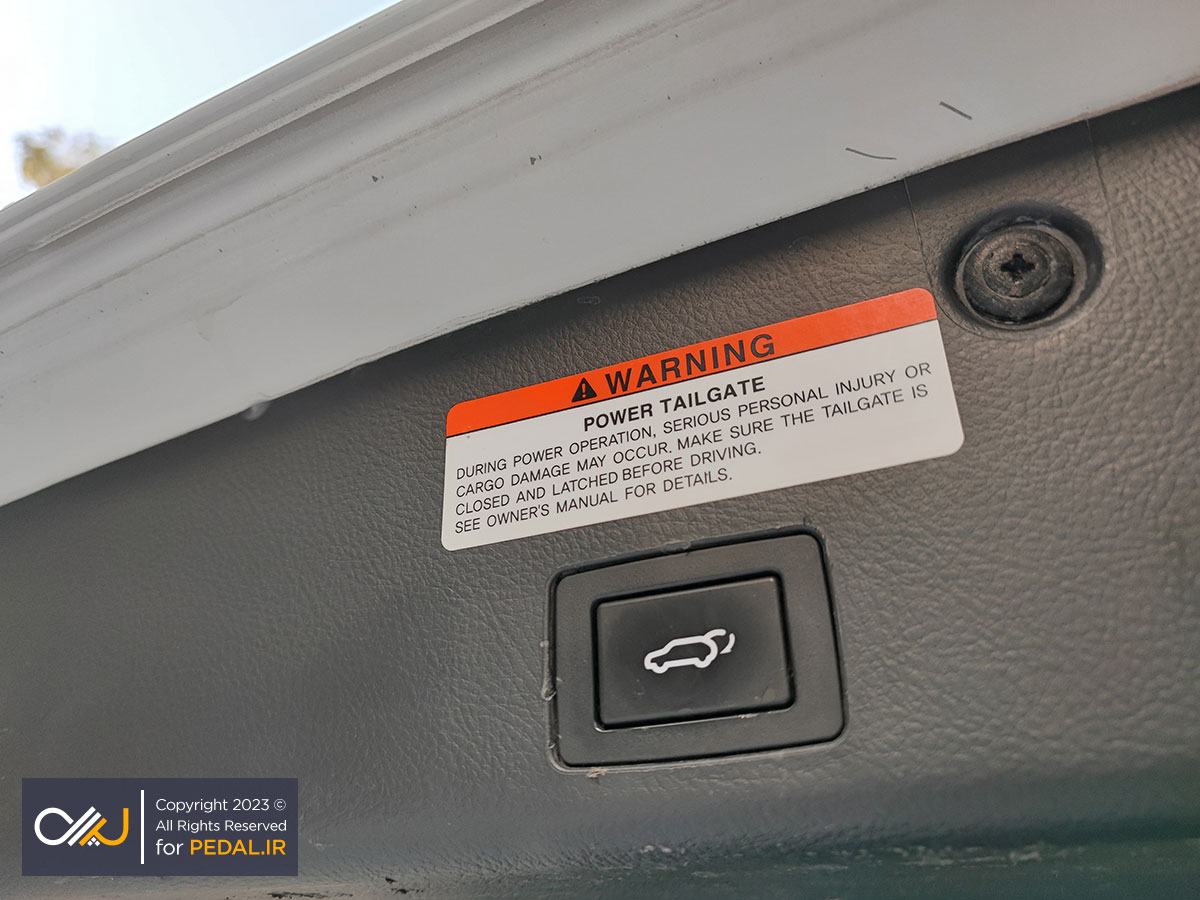 WARNING
POWER TAILGATE
DURING POWER OPERATION, SERIOUS PERSONAL INJURY OR
CARGO DAMAGE MAY OCCUR. MAKE SURE THE TAILGATE IS
CLOSED AND LATCHED BEFORE DRIVING.
SEE OWNER'S MANUAL FOR DETAILS.
Copyright 2023 ©
All Rights Reserved
for PEDAL.IR